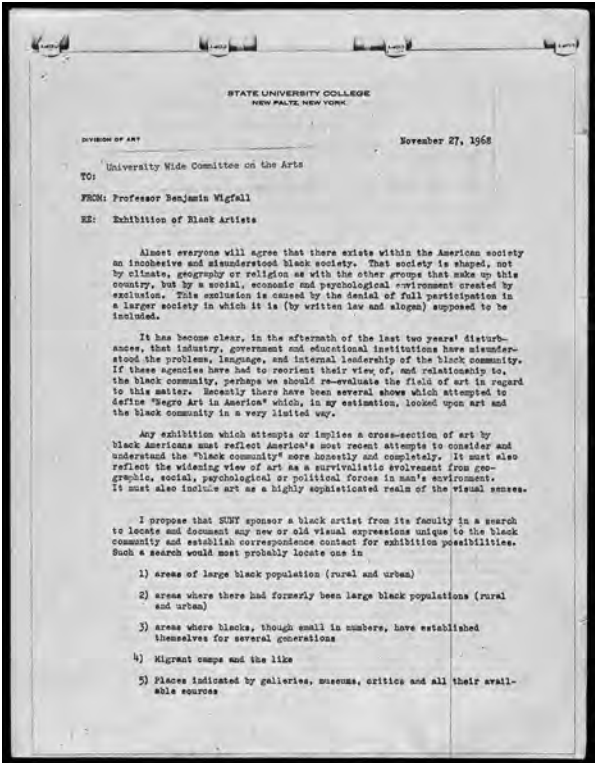 STATE UNIVERSITY COLLEGE
NEW PALTZ, NEW YORK
DIVISION OF ART
November 27, 1968
University Wide Committee on the Arts
TO:
FROM: Professor Benjamin Wigfall
RE: Exhibition of Black Artists
Almost everyone will agree that there exists within the American society
an incohesive and misunderstood black society. That society is shaped, not
by climate, geography or religion as with the other groups that make up this
country, but by a social, economic and psychological environment created by
exclusion. This exclusion is caused by the denial of full participation in
a larger society in which it is (by written law and slogan) supposed to be
included.
It has become clear, in the aftermath of the last two years' disturb-
ances, that industry, government and educational institutions have misunder-
stood the problems, language, and internal leadership of the black community.
If these agencies have had to reorient their view of, and relationship to,
the black community, perhaps we should re-evaluate the field of art in regard
to this matter. Recently there have been several shows which attempted to
define "Negro Art in America" which, in my estimation, looked upon art and
the black community in a very limited way.
Any exhibition which attempts or implies a cross-section of art by
black Americans must reflect America's most recent attempts to consider and
understand the "black community" more honestly and completely. It must also
reflect the widening view of art as a survivalistic evolvement from geo-
graphic, social, psychological or political forces in man's environment.
It must also include art as a highly sophisticated realm of the visual senses.
I propose that SUNY sponsor a black artist from its faculty in a search
to locate and document any new or old visual expressions unique to the black
community and establish correspondence contact for exhibition possibilities.
Such a search would most probably locate one in
1) areas of large black population (rural and urban)
2) areas where there had formerly been large black populations (rural
and urban)
3) areas where blacks, though small in numbers, have established
themselves for several generations
4) Migrant camps and the like
5) Places indicated by galleries, museums, critics and all their avail-
able sources